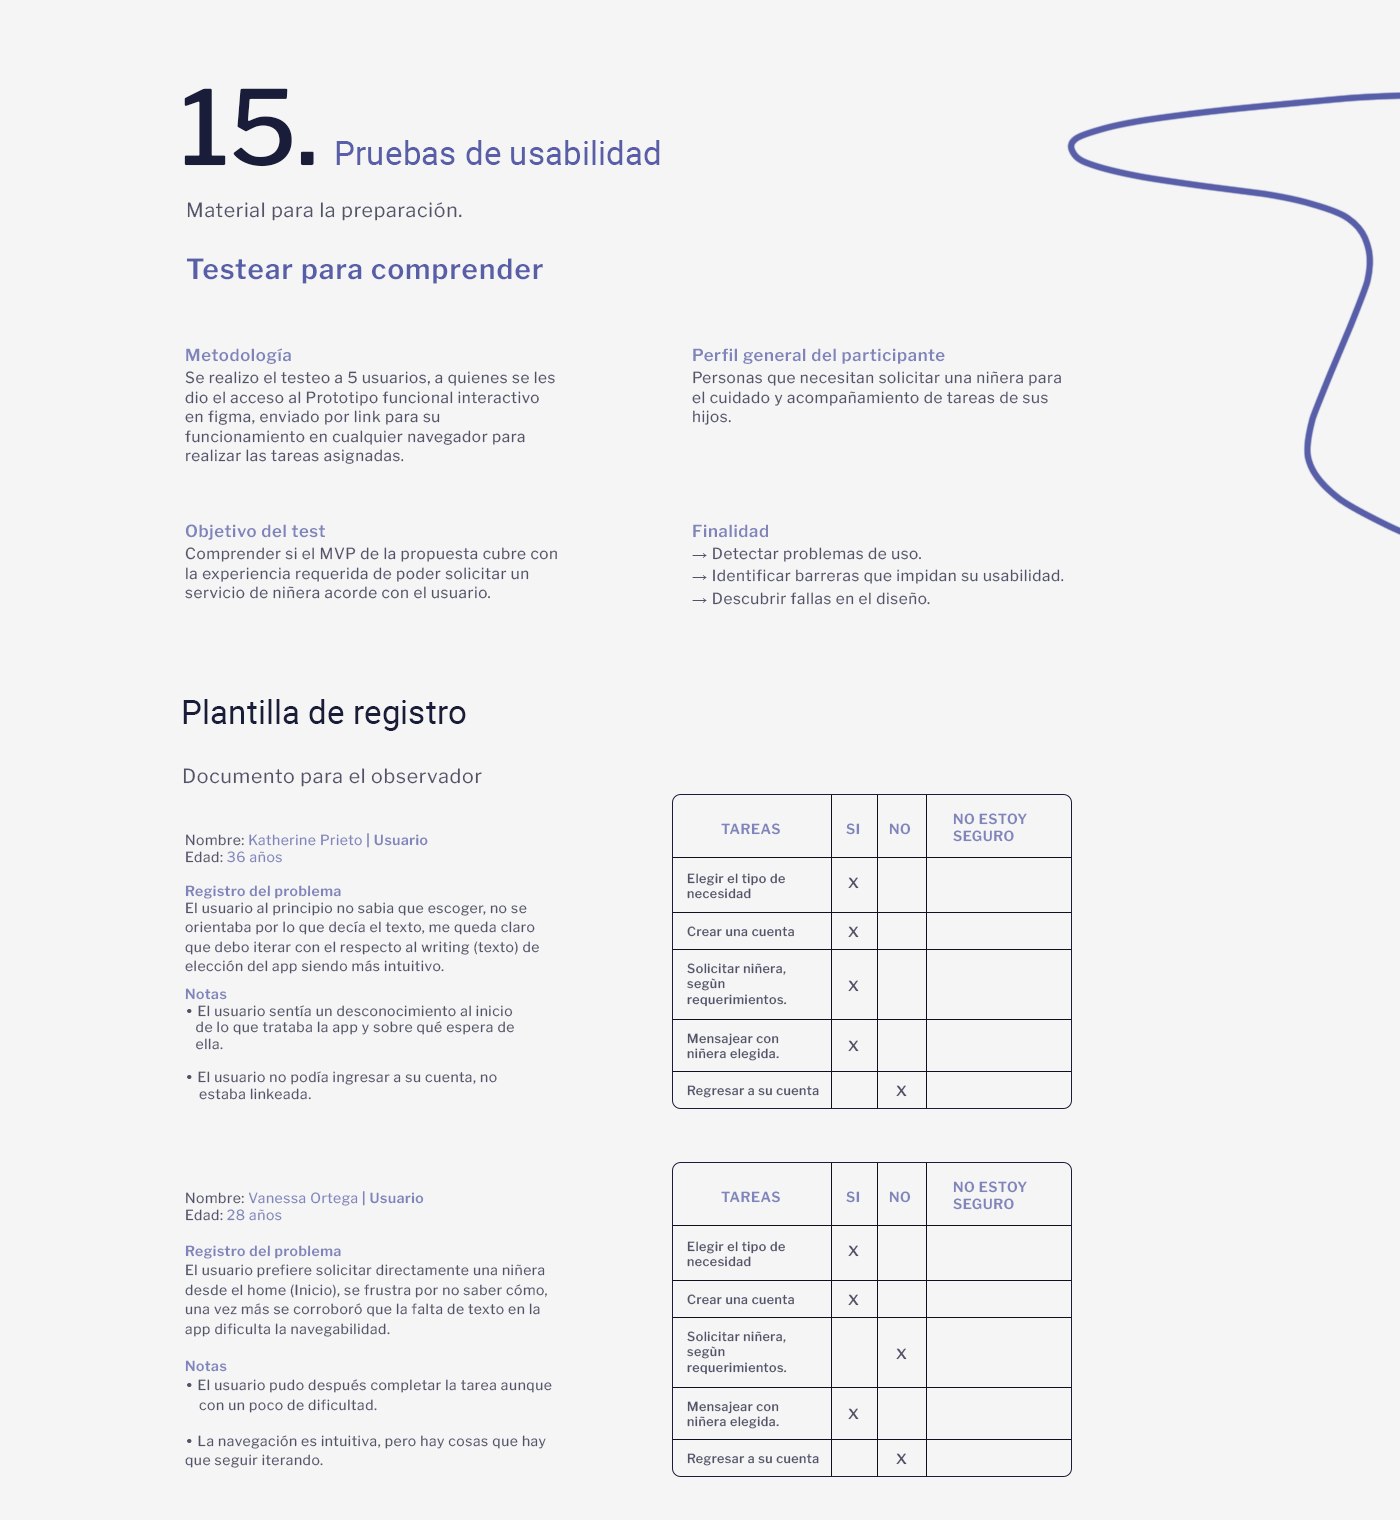 15. Pruebas de usabilidad
Material para la preparación.
Testear para comprender
Metodología
Se realizo el testeo a 5 usuarios, a quienes se les
dio el acceso al Prototipo funcional interactivo
en figma, enviado por link para su
funcionamiento en cualquier navegador para
realizar las tareas asignadas.
Perfil general del participante
Personas que necesitan solicitar una niñera para
el cuidado y acompañamiento de tareas de sus
hijos.
Objetivo del test
Comprender si el MVP de la propuesta cubre con
la experiencia requerida de poder solicitar un
servicio de niñera acorde con el usuario.
Finalidad
→ Detectar problemas de uso.
→ Identificar barreras que impidan su usabilidad.
→ Descubrir fallas en el diseño.
Plantilla de registro
Documento para el observador
Nombre: Katherine Prieto | Usuario
Edad: 36 años
Registro del problema
El usuario al principio no sabia que escoger, no se
orientaba por lo que decía el texto, me queda claro
que debo iterar con el respecto al writing (texto) de
elección del app siendo más intuitivo.
Notas
• El usuario sentía un desconocimiento al inicio
de lo que trataba la app y sobre qué espera de
ella.
• El usuario no podía ingresar a su cuenta, no
estaba linkeada.
TAREAS SI NO NO ESTOY
SEGURO
Elegir el tipo de
necesidad X
Crear una cuenta X
Solicitar niñera,
segùn X
requerimientos.
Mensajear con
niñera elegida. X
Regresar a su cuenta X
Nombre: Vanessa Ortega | Usuario
Edad: 28 años
Registro del problema
El usuario prefiere solicitar directamente una niñera
desde el home (Inicio), se frustra por no saber cómo,
una vez más se corroboró que la falta de texto en la
app dificulta la navegabilidad.
Notas
• El usuario pudo después completar la tarea aunque
con un poco de dificultad.
• La navegación es intuitiva, pero hay cosas que hay
que seguir iterando.
TAREAS SI NO NO ESTOY
SEGURO
Elegir el tipo de
necesidad X
Crear una cuenta X
Solicitar niñera,
segùn X
requerimientos.
Mensajear con
niñera elegida. X
Regresar a su cuenta X